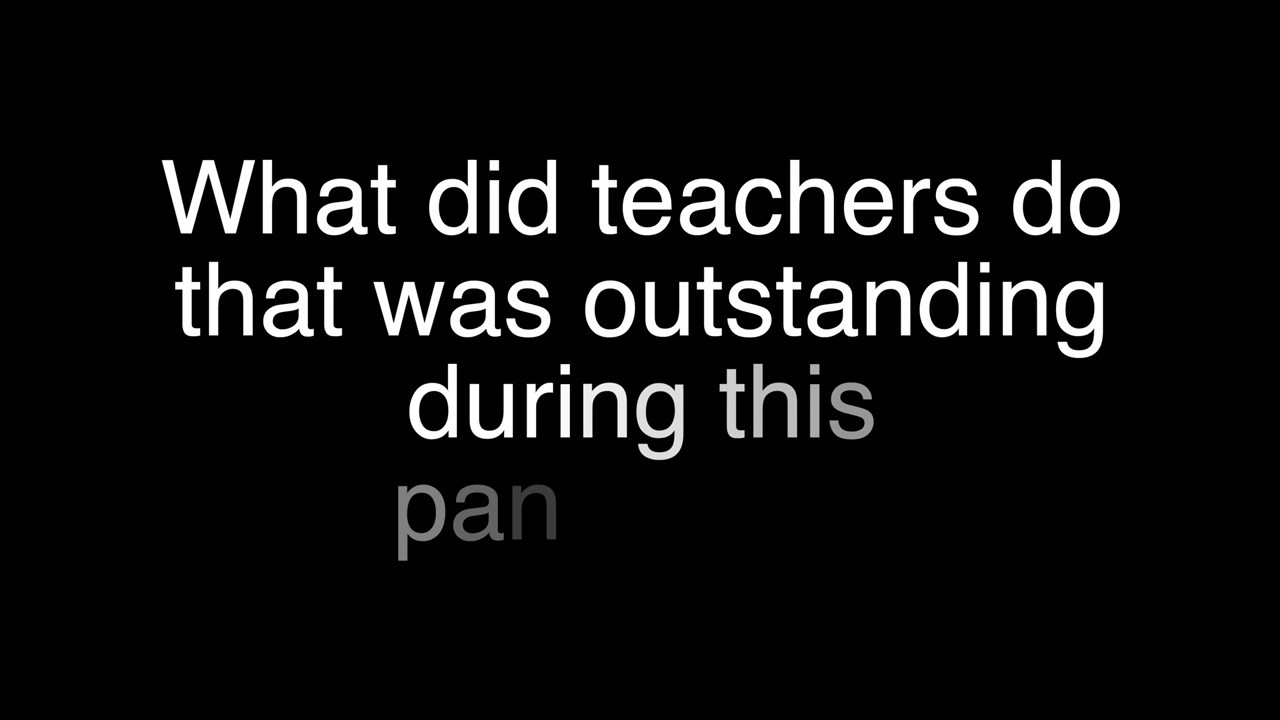 What did teachers do
that was outstanding
during this
pan